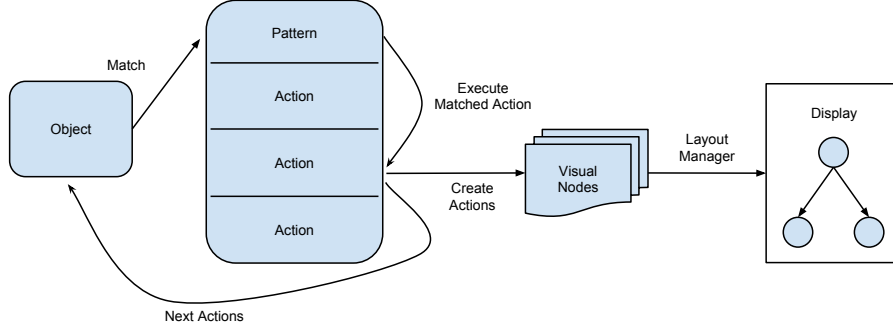 Object
Match
Pattern
Action
Action
Action
Execute
Matched Action
Next Actions
Create
Actions
Visual
Nodes
Layout
Manager
Display